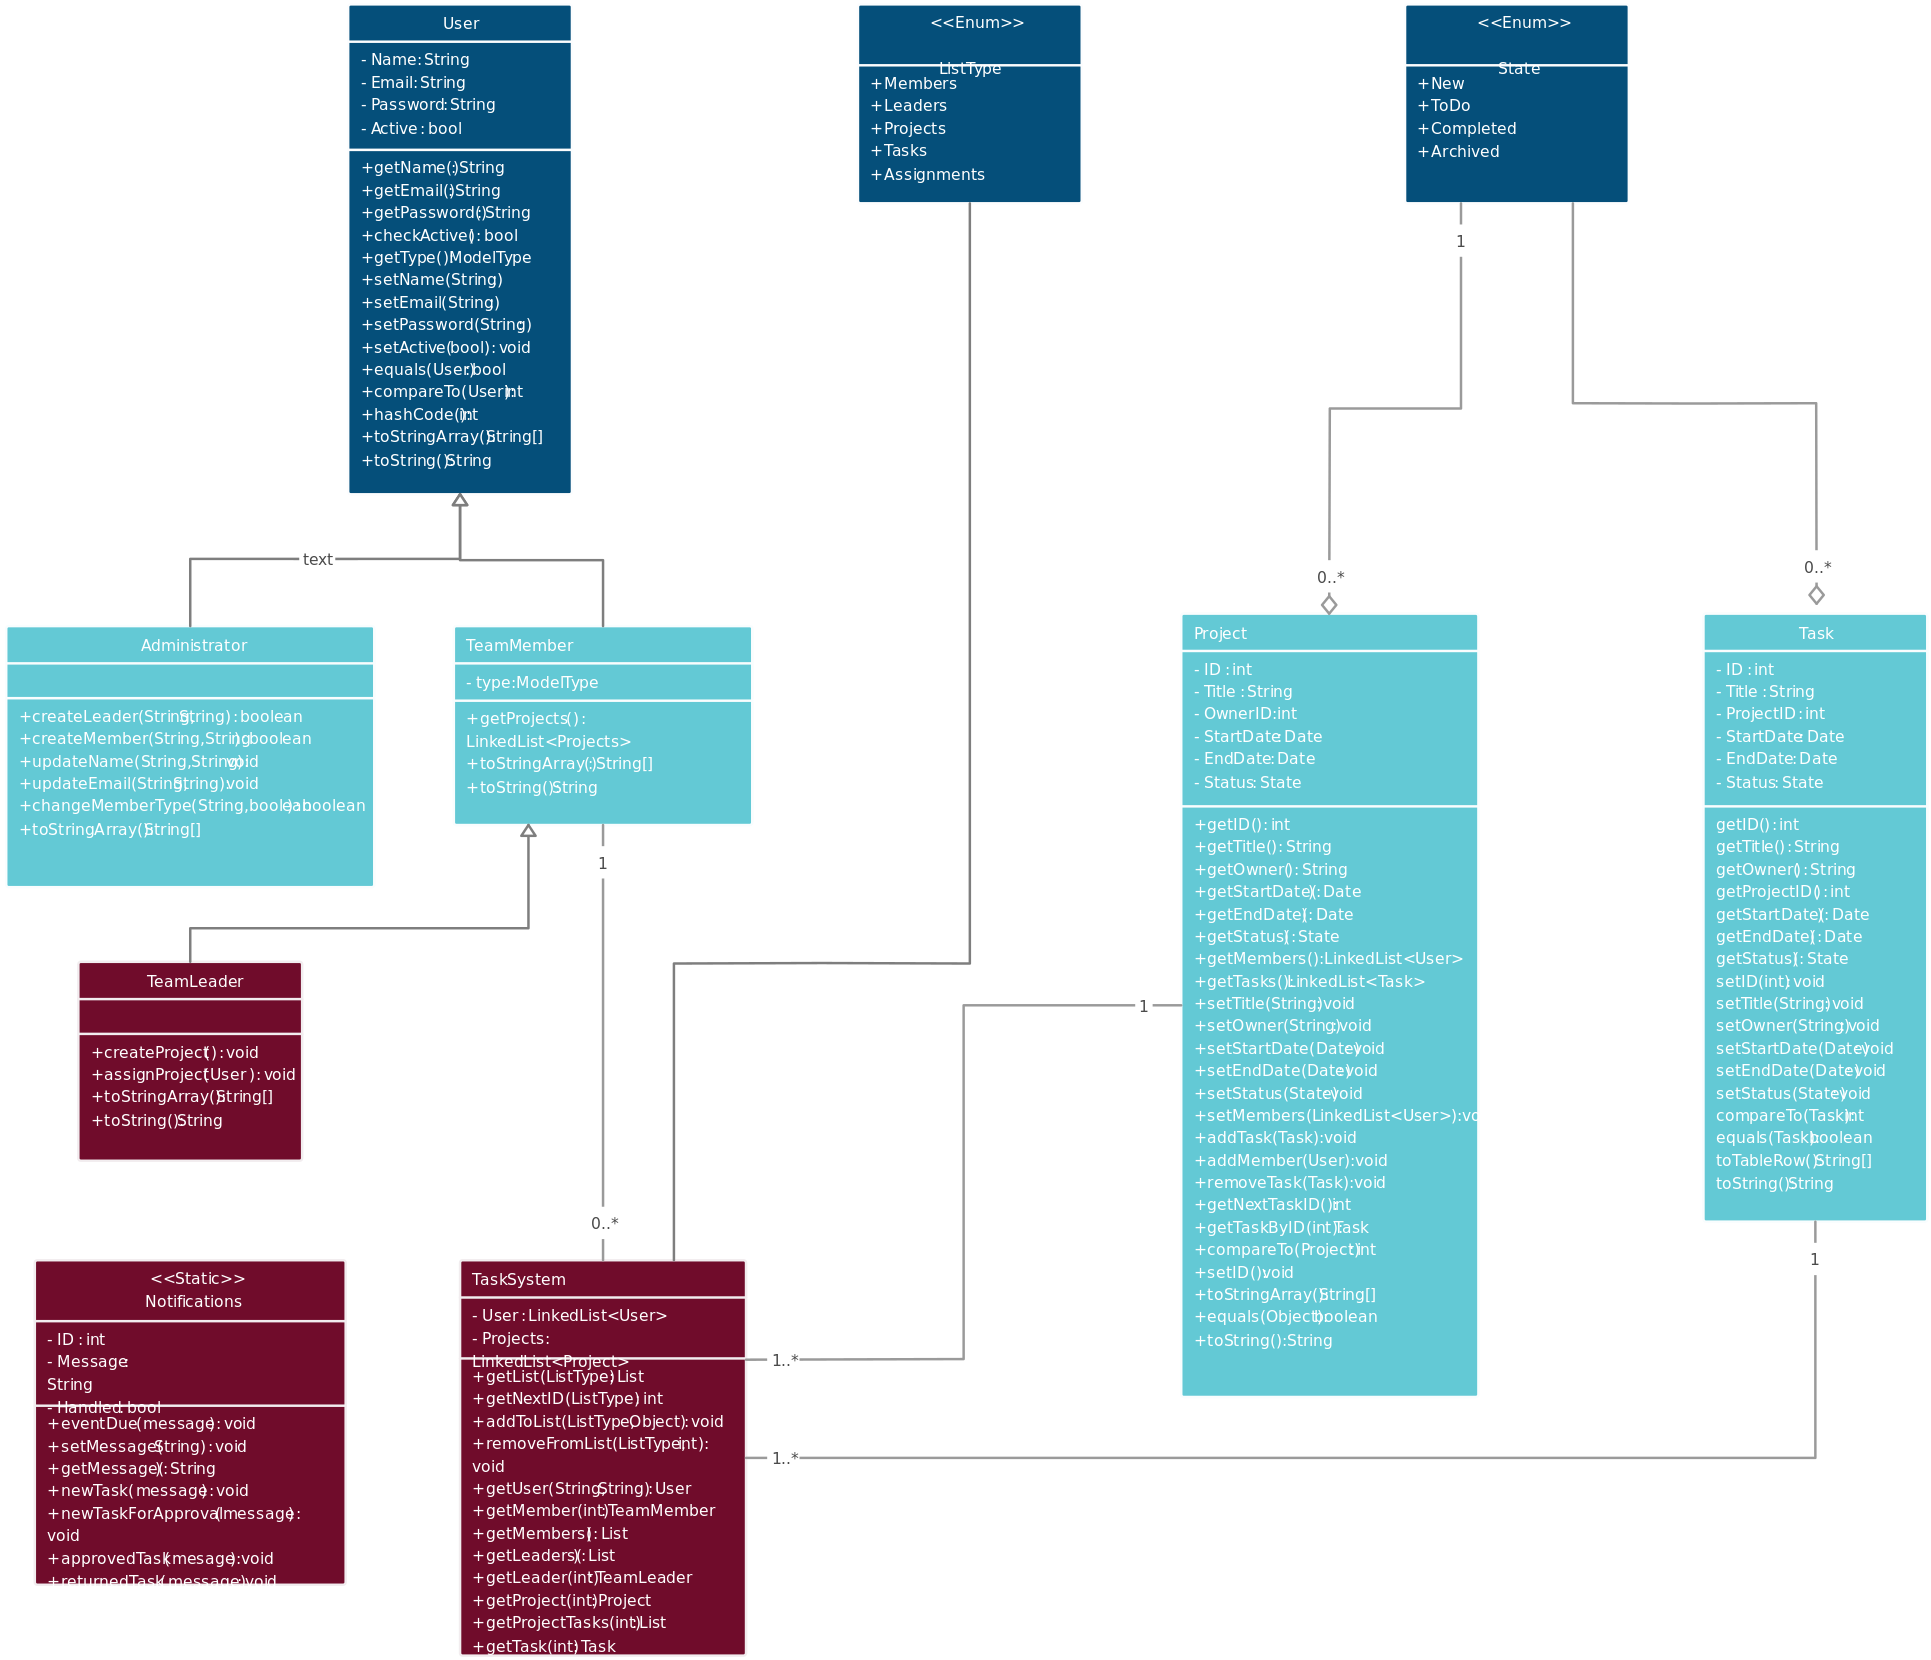 User
- Name: String
- Email: String
- Password: String
- Active : bool
+getName(): String
+getEmail(): String
+getPassword(): String
+checkActive() : bool
+getType(): ModelType
+setName(String)
+setEmail(String)
+setPassword(String:)
+setActive(bool) : void
+equals(User): bool
+compareTo(User): int
+hashCode(): int
+toStringArray(): String[]
+toString(): String
<<Enum>>
ListType
+Members
+Leaders
+Projects
+Tasks
+Assignments
<<Enum>>
State
+New
+ToDo
+Completed
+Archived
1
text
0..*
0..*
Administrator
+createLeader(String, String) : boolean
+createMember(String,String): boolean
+updateName(String,String): void
+updateEmail(String, String): void
+changeMemberType(String,boolean): boolean
+toStringArray(): String[]
TeamMember
- type:ModelType
+getProjects() :
LinkedList<Projects>
+toStringArray() : String[]
+toString(): String
1
TeamLeader
+createProject() : void
+assignProject(User ) : void
+toStringArray(): String[]
+toString(): String
0..*
Project
- ID : int
- Title : String
- OwnerID:int
- StartDate: Date
- EndDate: Date
- Status: State
+getID() : int
+getTitle() : String
+getOwner() : String
+getStartDate() : Date
+getEndDate() : Date
+getStatus() : State
+getMembers() :LinkedList<User>
+getTasks(): LinkedList<Task>
+setTitle(String): void
+setOwner(String): void
+setStartDate(Date): void
+setEndDate(Date): void
+setStatus(State): void
+setMembers(LinkedList<User>):vo
+addTask(Task):void
+addMember(User):void
+removeTask(Task):void
+getNextTaskID(): int
+getTaskByID(int): Task
+compareTo(Project): int
+setID(): void
+toStringArray(): String[]
+equals(Object): boolean
+toString() :String
1
Task
- ID : int
- Title : String
- ProjectID : int
- StartDate: Date
- EndDate: Date
- Status: State
getID() : int
getTitle() : String
getOwner() : String
getProjectID() : int
getStartDate() : Date
getEndDate() : Date
getStatus() : State
setID(int): void
setTitle(String): void
setOwner(String): void
setStartDate(Date): void
setEndDate(Date): void
setStatus(State): void
compareTo(Task): int
equals(Task): boolean
toTableRow(): String[]
toString(): String
1
<<Static>>
Notifications
- ID : int
- Message:
String
- Handled: bool
+eventDue(message) : void
+setMessage(String) : void
+getMessage() : String
+newTask( message) : void
+newTaskForApproval(message) :
void
+approvedTask(mesage):void
+returnedTask(message):void
TaskSystem
- User : LinkedList<User>
- Projects :
LinkedList<Project>
+getList(ListType): List
+getNextID(ListType): int
+addToList(ListType,Object) : void
+removeFromList(ListType, int) :
void
+getUser(String,String) : User
+getMember(int): TeamMember
+getMembers() : List
+getLeaders() : List
+getLeader(int): TeamLeader
+getProject(int): Project
+getProjectTasks(int): List
+getTask(int): Task
1..*
1..*